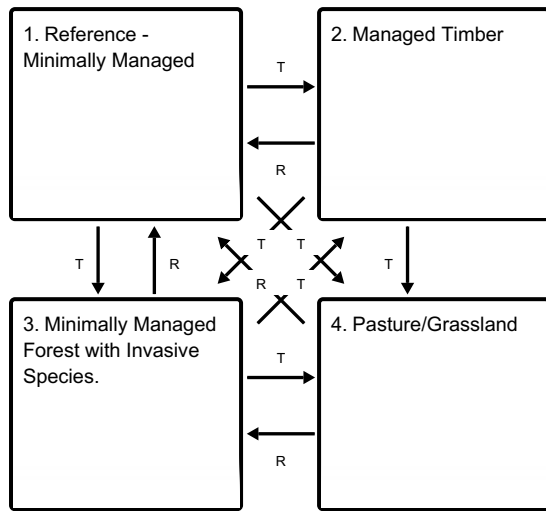 1. Reference -
Minimally Managed
2. Managed Timber
T
R
T
R
T
T
R
T
T
3. Minimally Managed
Forest with Invasive
Species.
4. Pasture/Grassland
T
R